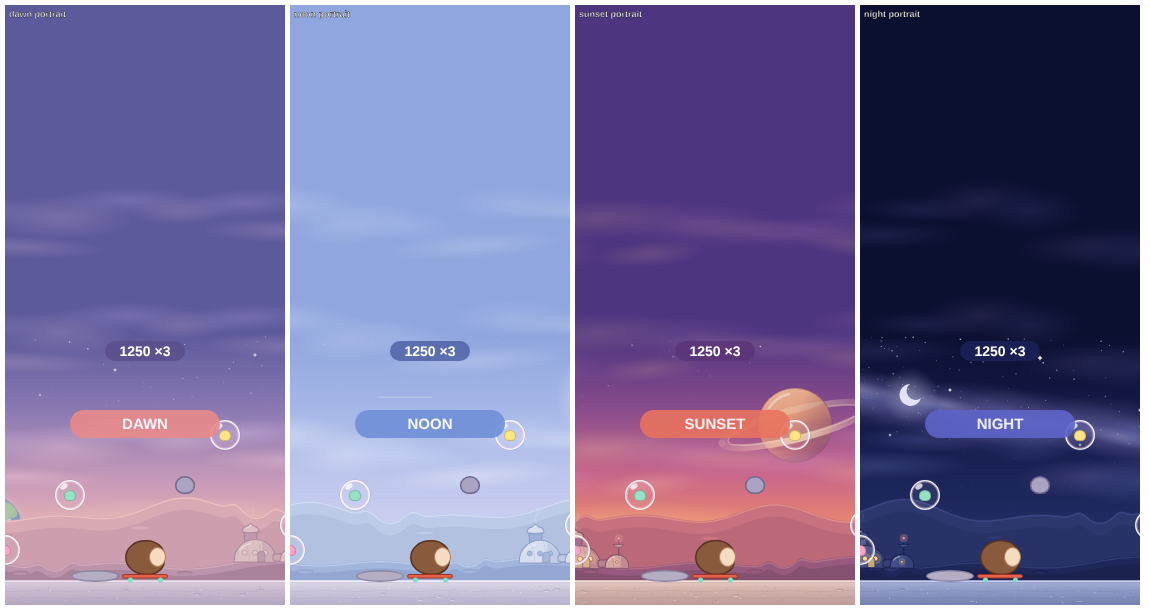 dawn portrait
noon portrait
sunset portrait
night portrait
1250 ×3
1250 ×3
1250 ×3
1250 ×3
DAWN
NOON
SUNSET
NIGHT